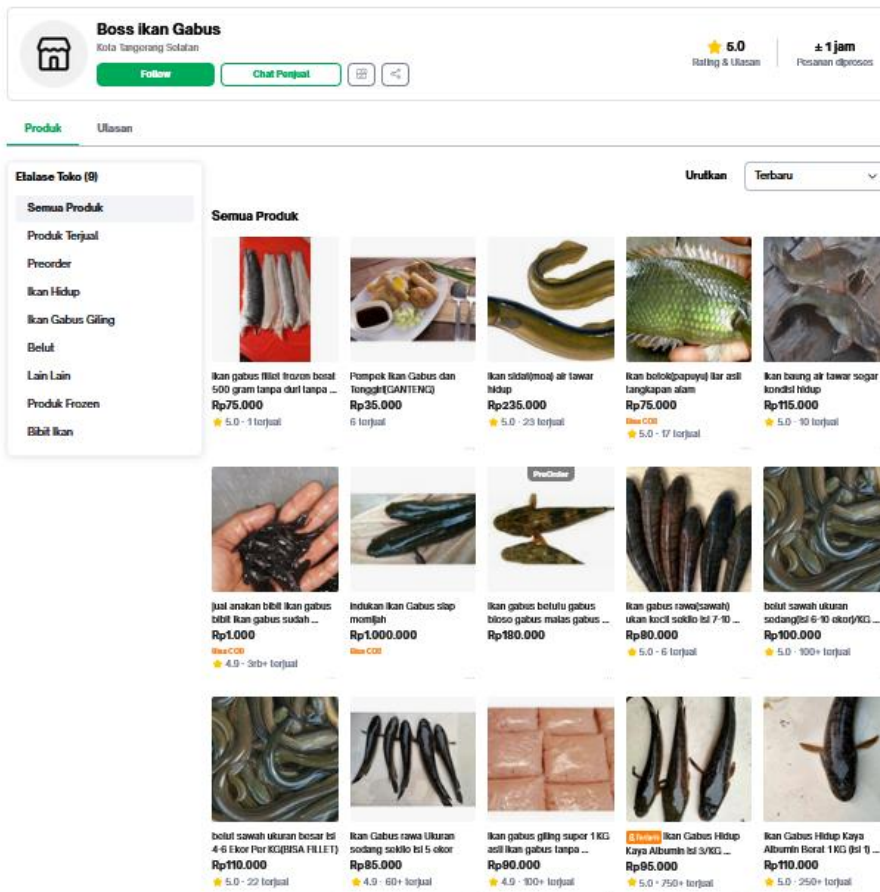 Boss ikan Gabus
Kota Tangerang Selatan
Follow
Chat Penjual
5.0
Rating & Ulasan
± 1 jam
Pesanan diproses
Produk
Ulasan
Etalase Toko (9)
Semua Produk
Produk Terjual
Preorder
Ikan Hidup
Ikan Gabus Giling
Belut
Lain Lain
Produk Frozen
Bibit Ikan
Urutkan
Terbaru
Semua Produk
Ikan gabus fillet frozen berat
500 gram tanpa duri tanpa ...
Rp75.000
5.0 · 1 terjual
Pempek Ikan Gabus dan
Tenggiri(GANTENG)
Rp35.000
6 terjual
Ikan sidat(moa) air tawar
hidup
Rp235.000
5.0 · 23 terjual
Ikan betok(papuyu) liar asli
tangkapan alam
Rp75.000
Bisa COD
5.0 · 17 terjual
Ikan baung air tawar segar
kondisi hidup
Rp115.000
5.0 · 10 terjual
jual anakan bibit ikan gabus
bibit ikan gabus sudah ...
Rp1.000
Bisa COD
4.9 · 3rb+ terjual
indukan Ikan Gabus siap
memijah
Rp1.000.000
Bisa COD
PreOrder
Ikan gabus belutu gabus
bloso gabus malas gabus ...
Rp180.000
Ikan gabus rawa(sawah)
ukan kecil sekilo isi 7-10 ...
Rp80.000
5.0 · 6 terjual
belut sawah ukuran
sedang(isi 6-10 ekor)/KG ...
Rp100.000
5.0 · 100+ terjual
belut sawah ukuran besar isi
4-6 Ekor Per KG(BISA FILLET)
Rp110.000
5.0 · 22 terjual
Ikan Gabus rawa Ukuran
sedang sekilo isi 5 ekor
Rp85.000
4.9 · 60+ terjual
Ikan gabus giling super 1 KG
asli ikan gabus tanpa ...
Rp90.000
4.9 · 100+ terjual
Ikan Gabus Hidup
Kaya Albumin isi 3/KG ...
Rp95.000
5.0 · 750+ terjual
Ikan Gabus Hidup Kaya
Albumin Berat 1 KG (isi 1) ...
Rp110.000
5.0 · 250+ terjual